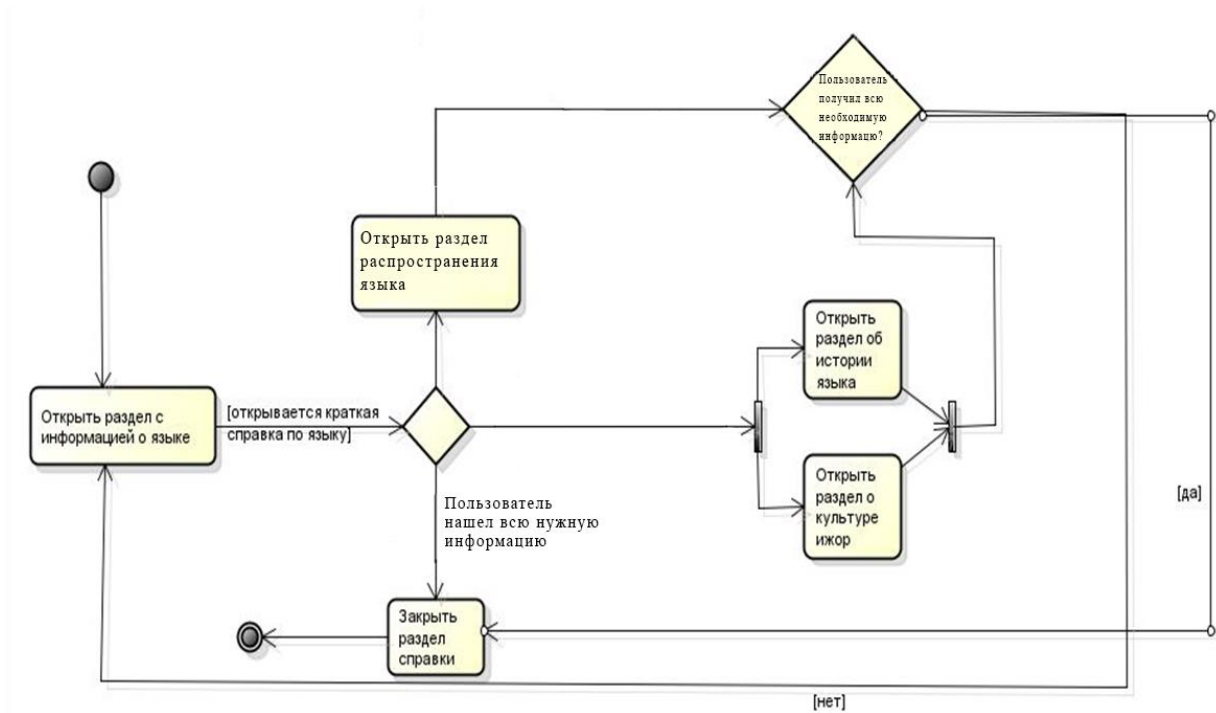 Пользователь
получил всю
необходимую
информацю?
Открыть раздел
распространения
языка
Открыть
раздел об
истории
языка
Открыть раздел с
информацией о языке
[открывается краткая
справка по языку]
Открыть
раздел о
культуре
ижор
Пользователь
нашел всю нужную
информацию
[да]
Закрыть
раздел
справки
[нет]